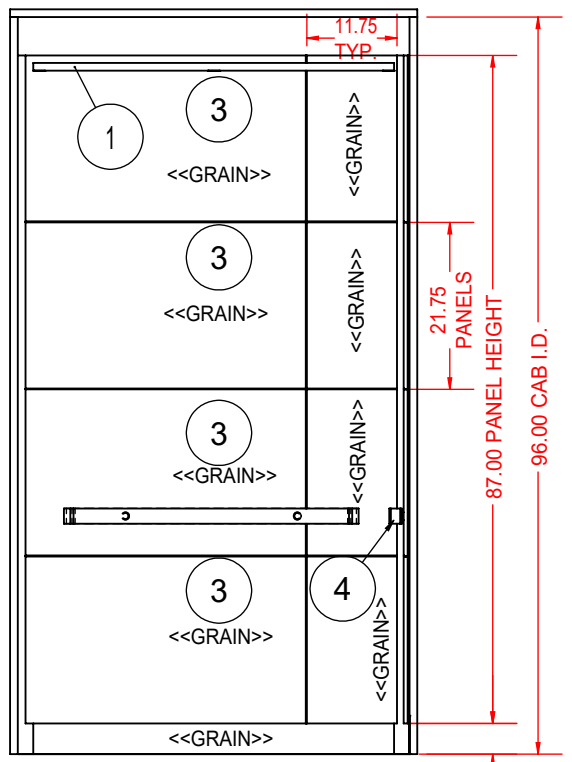 11.75
TYP.
1
3
<<GRAIN>>
<<GRAIN>>
3
<<GRAIN>>
<<GRAIN>>
21.75
PANELS
87.00 PANEL HEIGHT
96.00 CAB I.D.
3
<<GRAIN>>
<<GRAIN>>
3
<<GRAIN>>
4
<<GRAIN>>
<<GRAIN>>